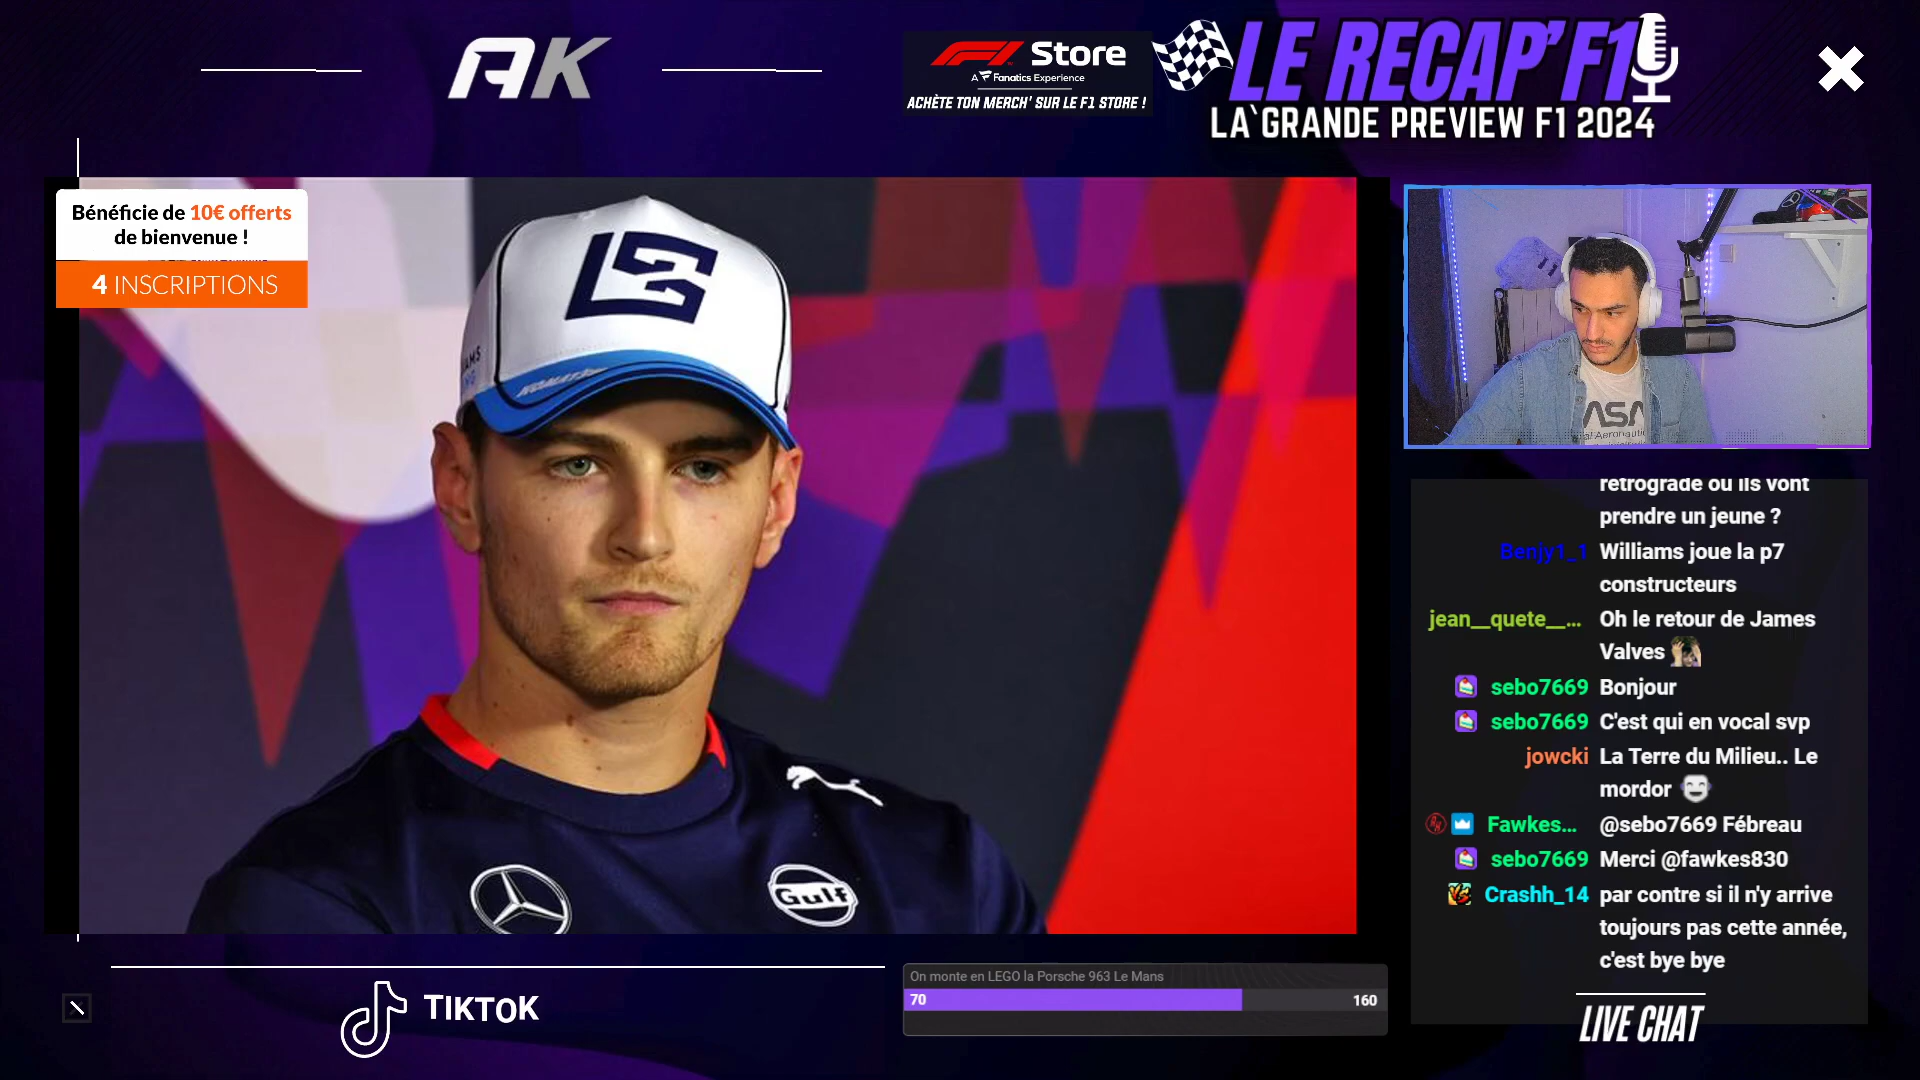 AK
F1 Store
A Fanatics Experience
ACHÈTE TON MERCH' SUR LE F1 STORE !
LE RECAP'F1
LA`GRANDE PREVIEW F1 2024
Bénéficie de 10€ offerts
de bienvenue !
4 INSCRIPTIONS
LS
KOMATSU
Gulf
ASA
al Aeronauti
retrograde ou ils vont
prendre un jeune ?
Benjy1_1 Williams joue la p7
constructeurs
jean__quete__... Oh le retour de James
Valves
sebo7669 Bonjour
sebo7669 C'est qui en vocal svp
jowcki La Terre du Milieu.. Le
mordor
Fawkes... @sebo7669 Fébreau
sebo7669 Merci @fawkes830
Crashh_14 par contre si il n'y arrive
toujours pas cette année,
c'est bye bye
LIVE CHAT
TIKTOK
On monte en LEGO la Porsche 963 Le Mans
70 160